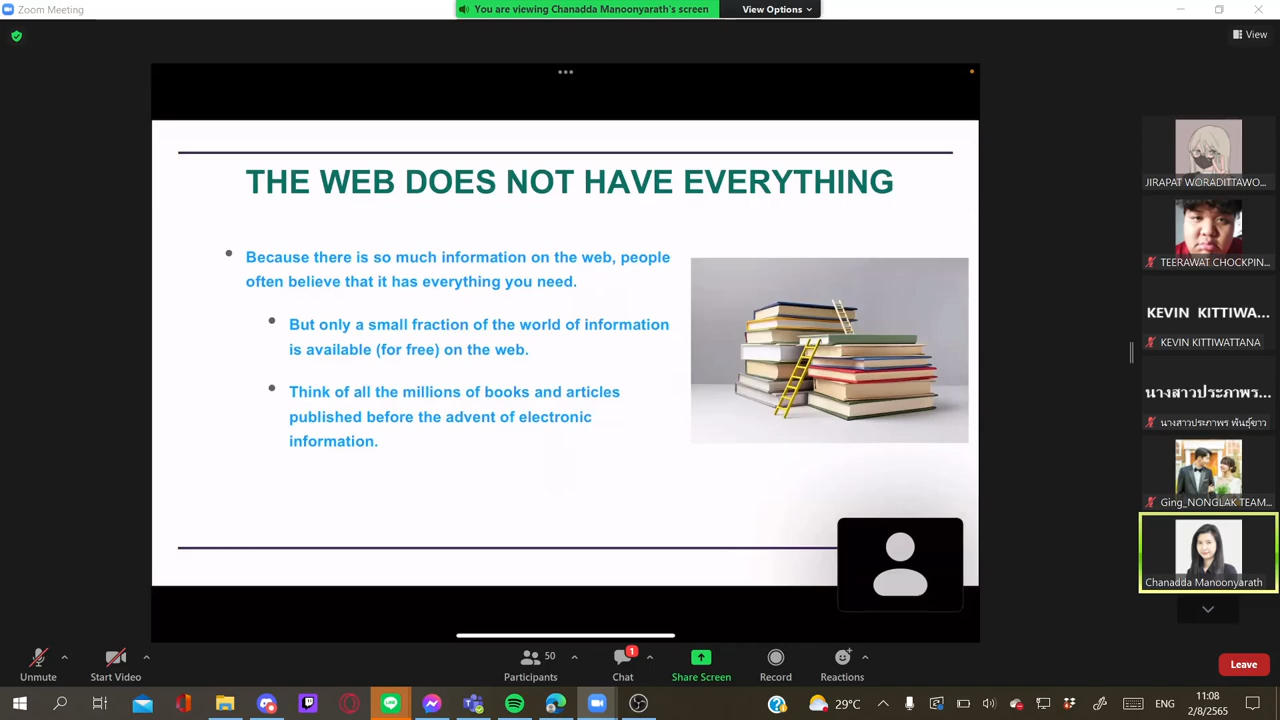 Zoom Meeting
You are viewing Chanadda Manoonyarath's screen
View Options
View
THE WEB DOES NOT HAVE EVERYTHING
Because there is so much information on the web, people
often believe that it has everything you need.
But only a small fraction of the world of information
is available (for free) on the web.
Think of all the millions of books and articles
published before the advent of electronic
information.
JIRAPAT WORADITTAWO...
TEERAWAT CHOCKPIN...
KEVIN KITTIWA...
KEVIN KITTIWATTANA
นางสาวประภาพร...
นางสาวประภาพร พันธุ์ขาว
Ging_NONGLAK TEAM...
Chanadda Manoonyarath
Unmute
Start Video
50
Participants
1
Chat
Share Screen
Record
Reactions
Leave
29°C
ENG
11:08
2/8/2565